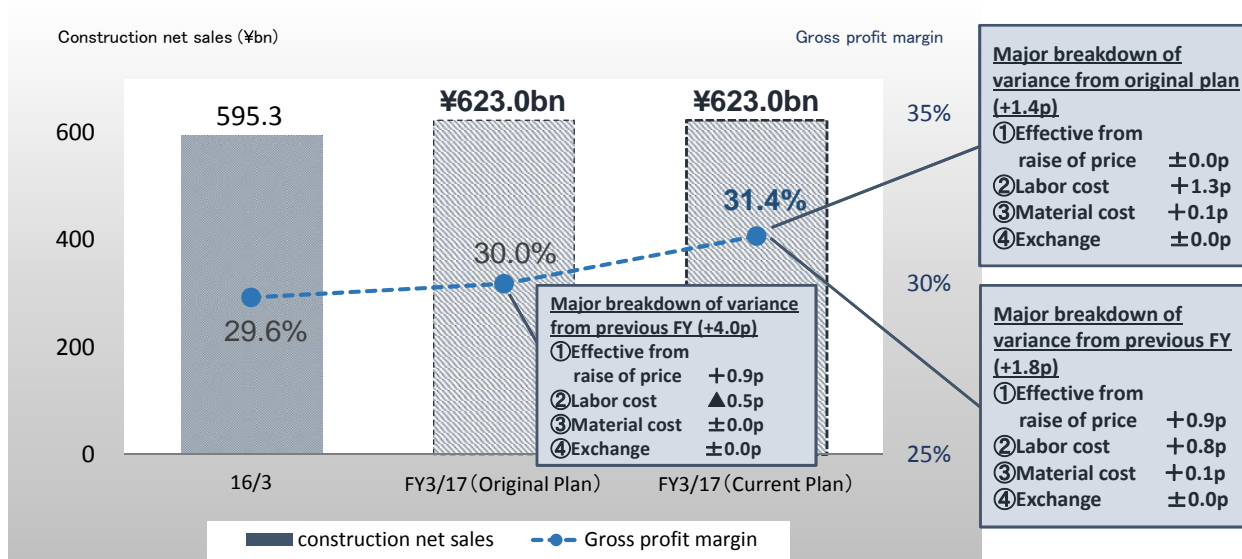 Construction net sales (¥bn)
Gross profit margin
600
400
200
0
35%
30%
25%
595.3
¥623.0bn
¥623.0bn
29.6%
30.0%
31.4%
16/3
FY3/17（Original Plan）
FY3/17（Current Plan）
construction net sales
Gross profit margin
Major breakdown of variance
from previous FY (+4.0p)
①Effective from
raise of price ＋0.9p
②Labor cost ▲0.5p
③Material cost ±0.0p
④Exchange ±0.0p
Major breakdown of
variance from original plan
(+1.4p)
①Effective from
raise of price ±0.0p
②Labor cost ＋1.3p
③Material cost ＋0.1p
④Exchange ±0.0p
Major breakdown of
variance from previous FY
(+1.8p)
①Effective from
raise of price ＋0.9p
②Labor cost ＋0.8p
③Material cost ＋0.1p
④Exchange ±0.0p